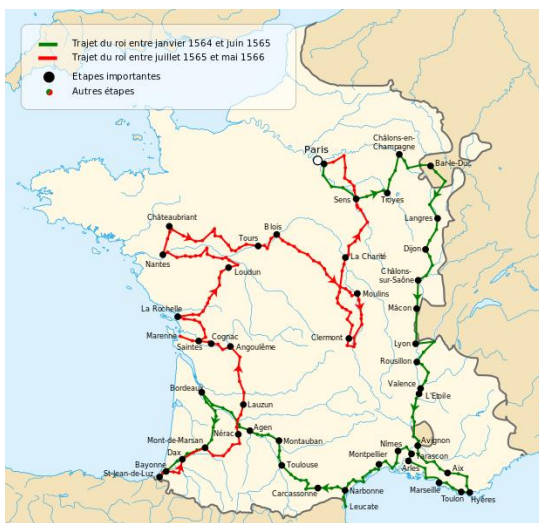 Trajet du roi entre janvier 1564 et juin 1565
Trajet du roi entre juillet 1565 et mai 1566
Etapes importantes
Autres étapes
Paris
Châlons-en-
Champagne
Bar-le-Duc
Sens
Troyes
Langres
Châteaubriant
Blois
Tours
Nantes
Loudun
La Charité
Dijon
Châlons-
sur-Saône
Moulins
Mâcon
La Rochelle
Marenne
Saintes
Cognac
Angoulême
Clermont
Lyon
Rousillon
Valence
L'Etoile
Bordeaux
Lauzun
Agen
Nérac
Mont-de-Marsan
Dax
Bayonne
St-Jean-de-Luz
Montauban
Toulouse
Carcassonne
Narbonne
Leucate
Montpellier
Nimes
Avignon
Tarascon
Arles
Aix
Marseille
Toulon
Hyères